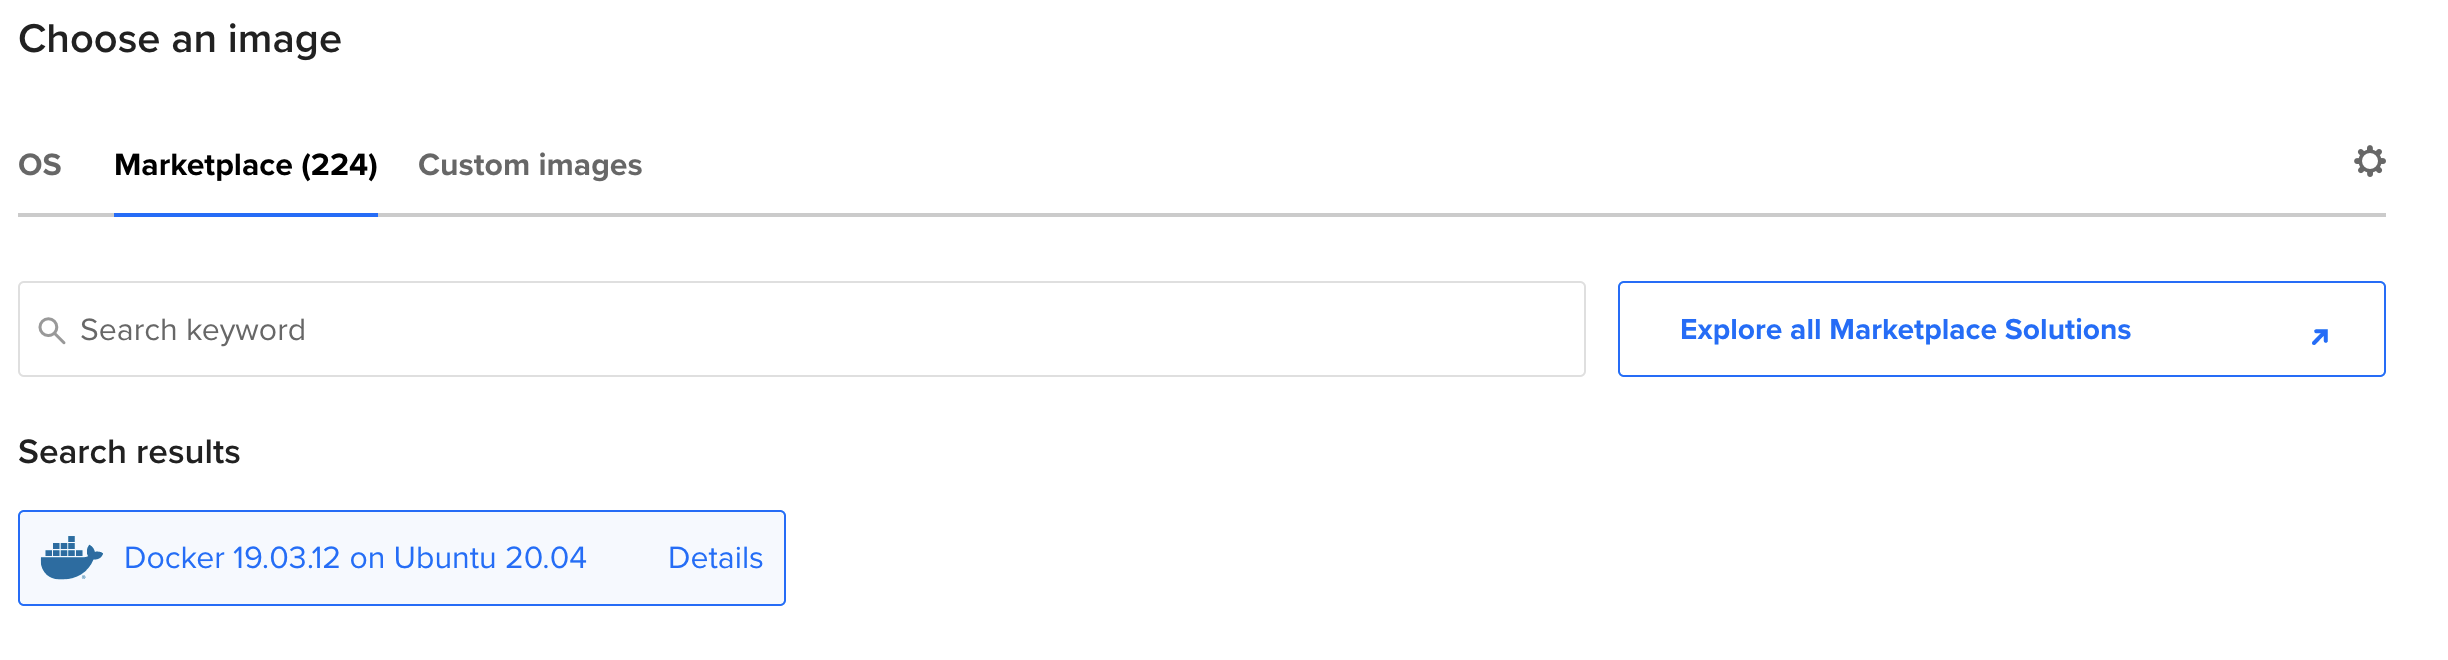 Choose an image
OS Marketplace (224) Custom images
Search keyword Explore all Marketplace Solutions
Search results
Docker 19.03.12 on Ubuntu 20.04 Details